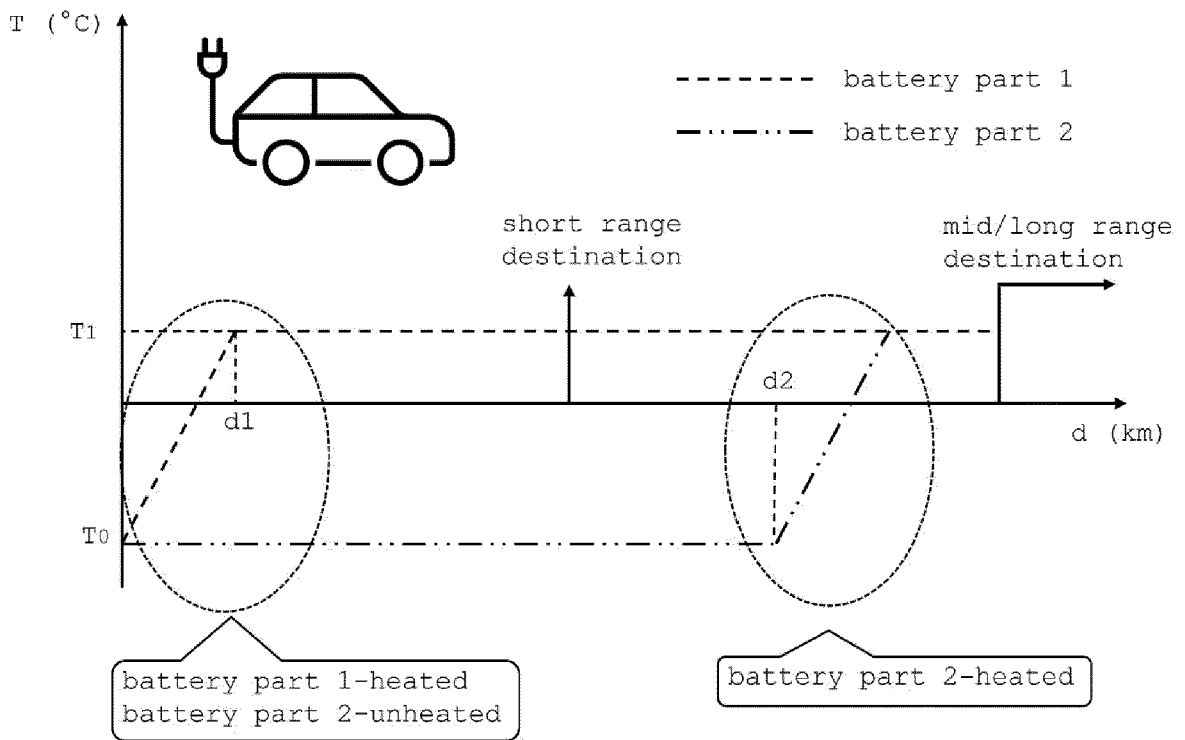 T (°C)
battery part 1
battery part 2
short range
destination
mid/long range
destination
T1
d1
d2
d (km)
T0
battery part 1-heated
battery part 2-unheated
battery part 2-heated